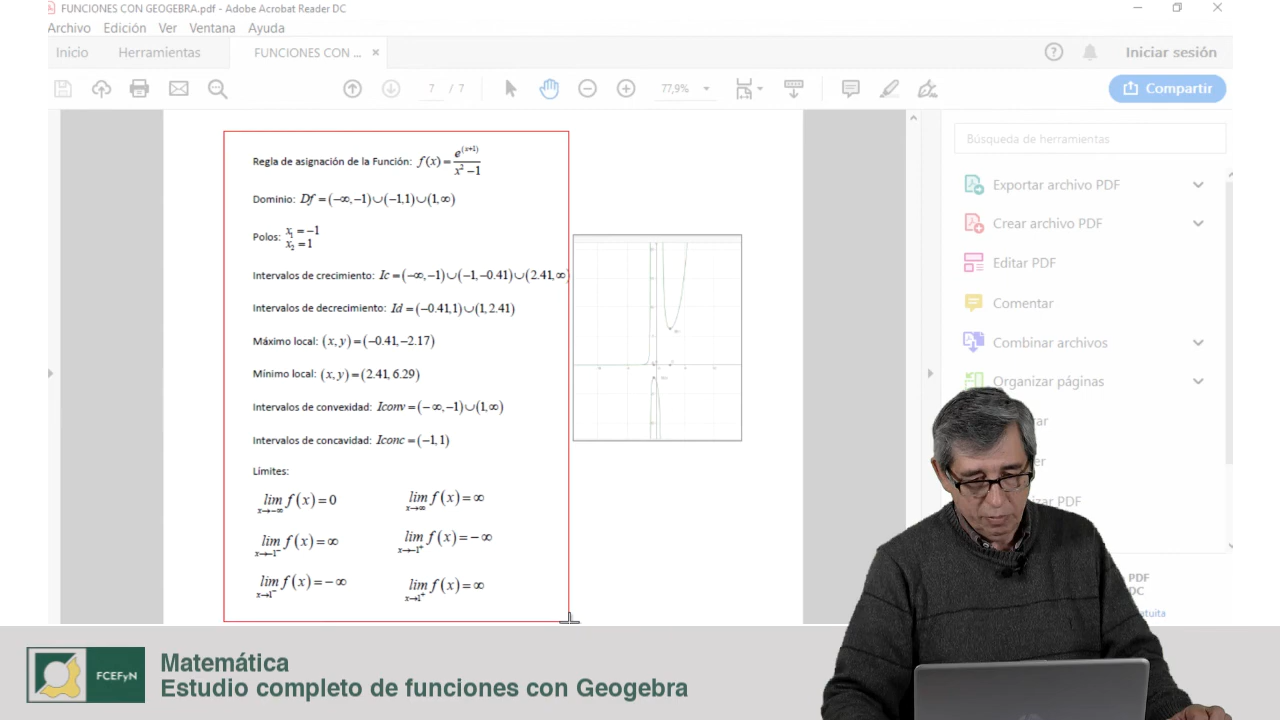 FUNCIONES CON GEOGEBRA.pdf - Adobe Acrobat Reader DC
Archivo Edición Ver Ventana Ayuda
Inicio Herramientas FUNCIONES CON ... × Iniciar sesión
7 / 7 77,9% Compartir
Búsqueda de herramientas
Exportar archivo PDF
Crear archivo PDF
Editar PDF
Comentar
Combinar archivos
Organizar páginas
Regla de asignación de la Función: f(x) = e^(x+1) / x² −1
Dominio: Df = (−∞,−1)∪(−1,1)∪(1,∞)
Polos: x₁ = −1
x₂ = 1
Intervalos de crecimiento: Ic = (−∞,−1)∪(−1,−0.41)∪(2.41,∞)
Intervalos de decrecimiento: Id = (−0.41,1)∪(1,2.41)
Máximo local: (x,y) = (−0.41,−2.17)
Mínimo local: (x,y) = (2.41,6.29)
Intervalos de convexidad: Iconv = (−∞,−1)∪(1,∞)
Intervalos de concavidad: Iconc = (−1,1)
Límites:
lim x→−∞ f(x) = 0 lim x→∞ f(x) = ∞
lim x→−1⁻ f(x) = ∞ lim x→−1⁺ f(x) = −∞
lim x→1⁻ f(x) = −∞ lim x→1⁺ f(x) = ∞
PDF
DC
FCEFyN
Matemática
Estudio completo de funciones con Geogebra